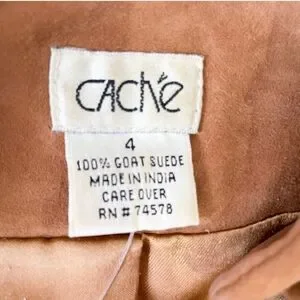 Caché
4
100% GOAT SUEDE
MADE IN INDIA
CARE OVER
RN # 74578